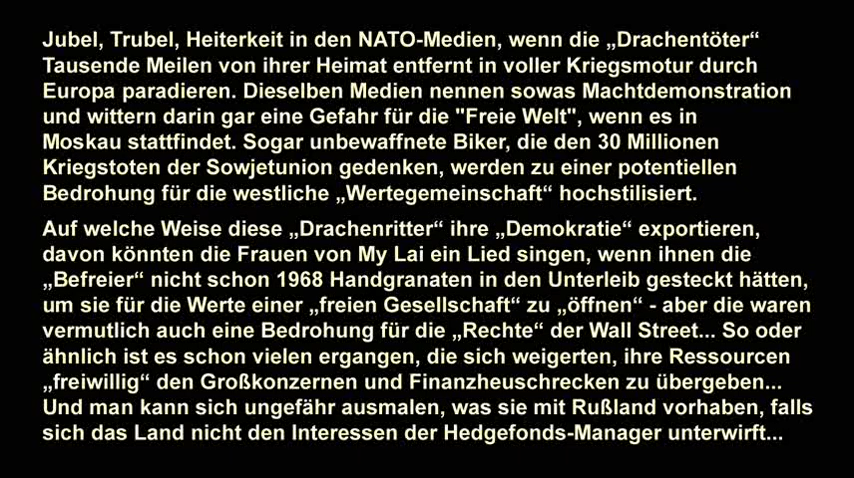 Jubel, Trubel, Heiterkeit in den NATO-Medien, wenn die „Drachentöter“
Tausende Meilen von ihrer Heimat entfernt in voller Kriegsmotur durch
Europa paradieren. Dieselben Medien nennen sowas Machtdemonstration
und wittern darin gar eine Gefahr für die "Freie Welt", wenn es in
Moskau stattfindet. Sogar unbewaffnete Biker, die den 30 Millionen
Kriegstoten der Sowjetunion gedenken, werden zu einer potentiellen
Bedrohung für die westliche „Wertegemeinschaft“ hochstilisiert.
Auf welche Weise diese „Drachenritter“ ihre „Demokratie“ exportieren,
davon könnten die Frauen von My Lai ein Lied singen, wenn ihnen die
„Befreier“ nicht schon 1968 Handgranaten in den Unterleib gesteckt hätten,
um sie für die Werte einer „freien Gesellschaft“ zu „öffnen“ - aber die waren
vermutlich auch eine Bedrohung für die „Rechte“ der Wall Street... So oder
ähnlich ist es schon vielen ergangen, die sich weigerten, ihre Ressourcen
„freiwillig“ den Großkonzernen und Finanzheuschrecken zu übergeben...
Und man kann sich ungefähr ausmalen, was sie mit Rußland vorhaben, falls
sich das Land nicht den Interessen der Hedgefonds-Manager unterwirft...